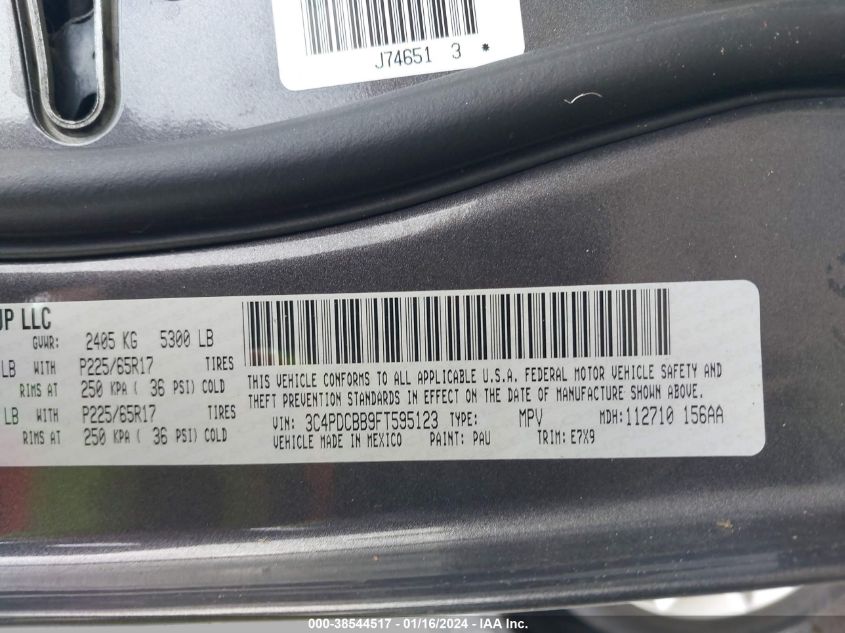 J74651 3 *
UP LLC
GVWR: 2405 KG 5300 LB
LB WITH P225/65R17 TIRES
RIMS AT 250 KPA ( 36 PSI) COLD
LB WITH P225/65R17 TIRES
RIMS AT 250 KPA ( 36 PSI) COLD
THIS VEHICLE CONFORMS TO ALL APPLICABLE U.S.A. FEDERAL MOTOR VEHICLE SAFETY AND
THEFT PREVENTION STANDARDS IN EFFECT ON THE DATE OF MANUFACTURE SHOWN ABOVE.
VIN: 3C4PDCBB9FT595123 TYPE: MPV MDH: 112710 156AA
VEHICLE MADE IN MEXICO PAINT: PAU TRIM: E7X9
000-38544517 - 01/16/2024 - IAA Inc.